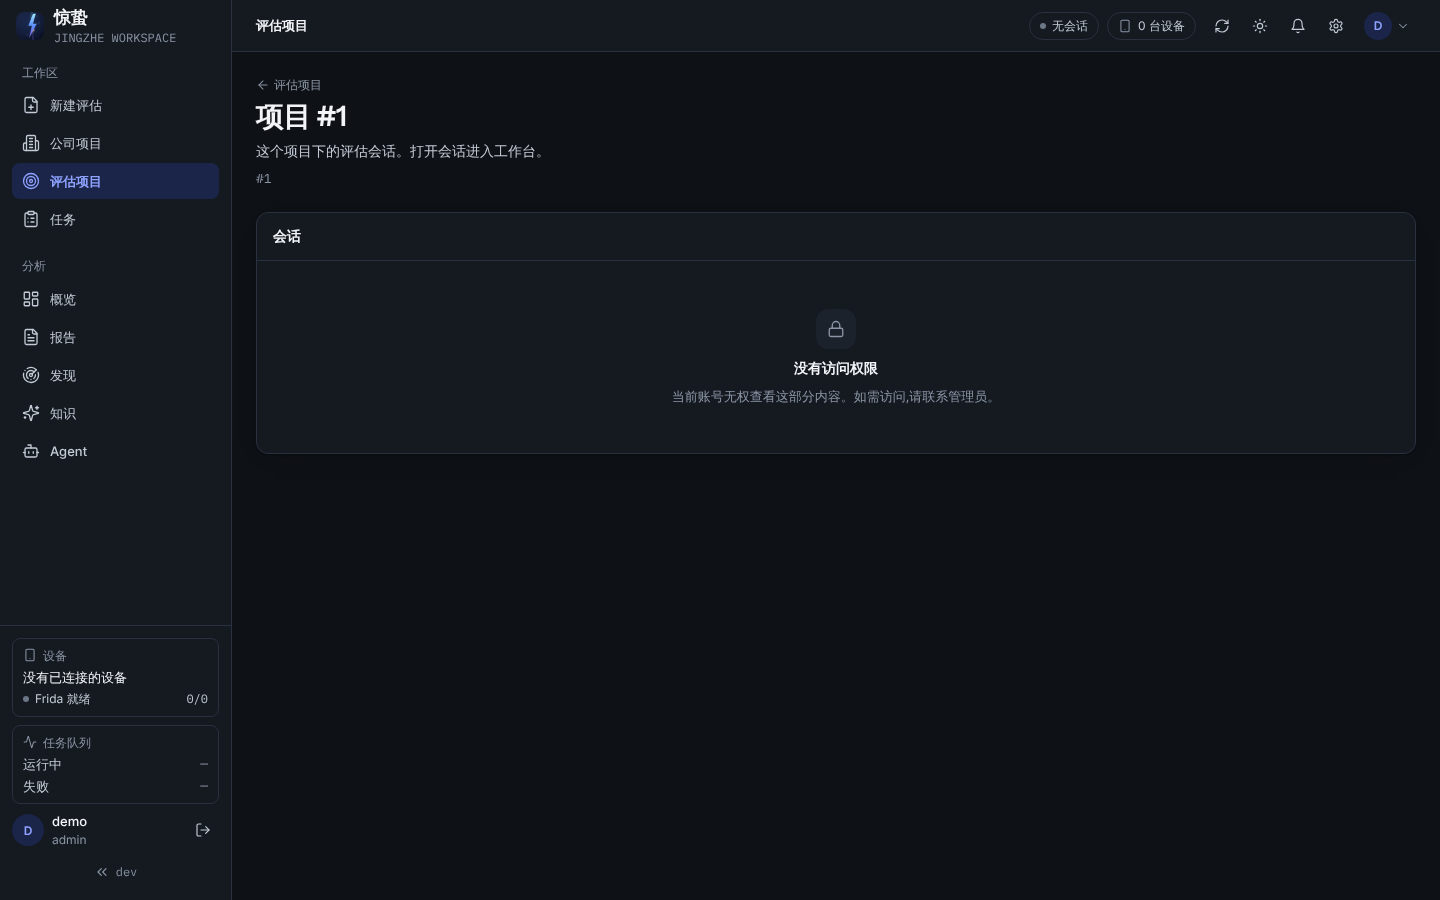 惊蛰
JINGZHE WORKSPACE
工作区
新建评估
公司项目
评估项目
任务
分析
概览
报告
发现
知识
Agent
设备
没有已连接的设备
Frida 就绪 0/0
任务队列
运行中 —
失败 —
D
demo
admin
dev
评估项目
无会话
0 台设备
D
评估项目
项目 #1
这个项目下的评估会话。打开会话进入工作台。
#1
会话
没有访问权限
当前账号无权查看这部分内容。如需访问,请联系管理员。